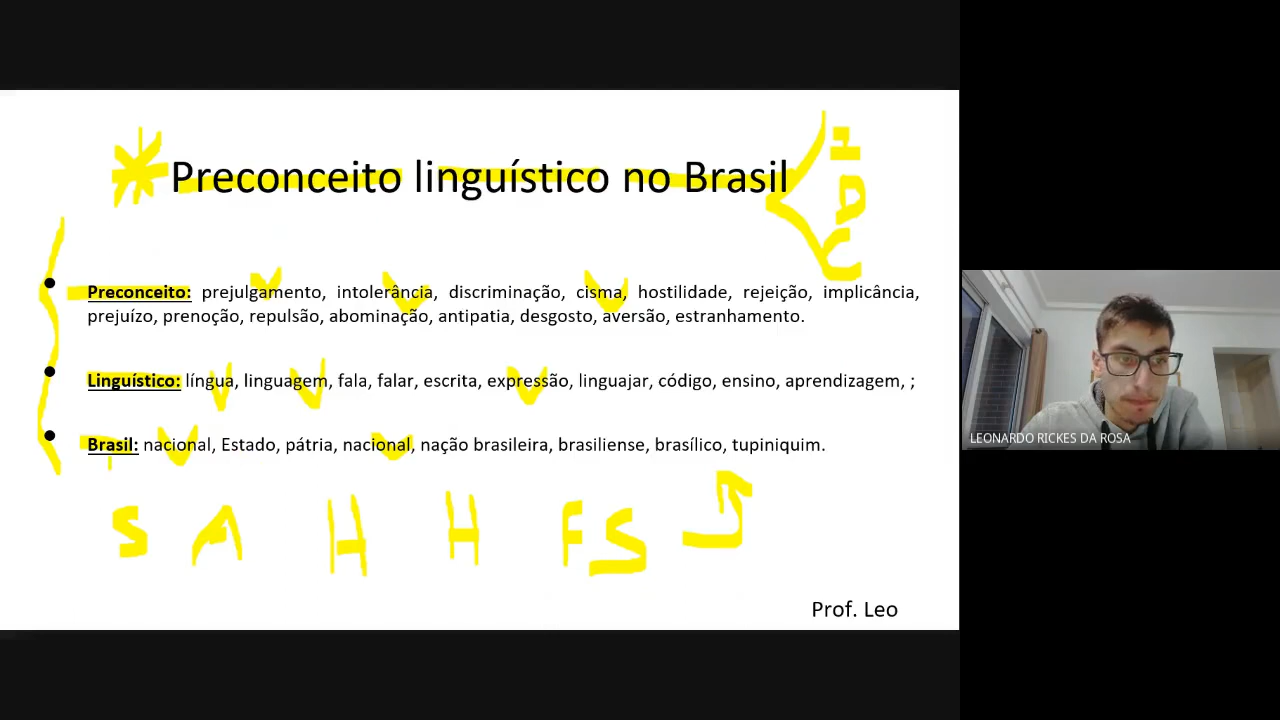 Preconceito linguístico no Brasil
Preconceito: prejulgamento, intolerância, discriminação, cisma, hostilidade, rejeição, implicância,
prejuízo, prenoção, repulsão, abominação, antipatia, desgosto, aversão, estranhamento.
Linguístico: língua, linguagem, fala, falar, escrita, expressão, linguajar, código, ensino, aprendizagem, ;
Brasil: nacional, Estado, pátria, nacional, nação brasileira, brasiliense, brasílico, tupiniquim.
S A H H F S
Prof. Leo
LEONARDO RICKES DA ROSA